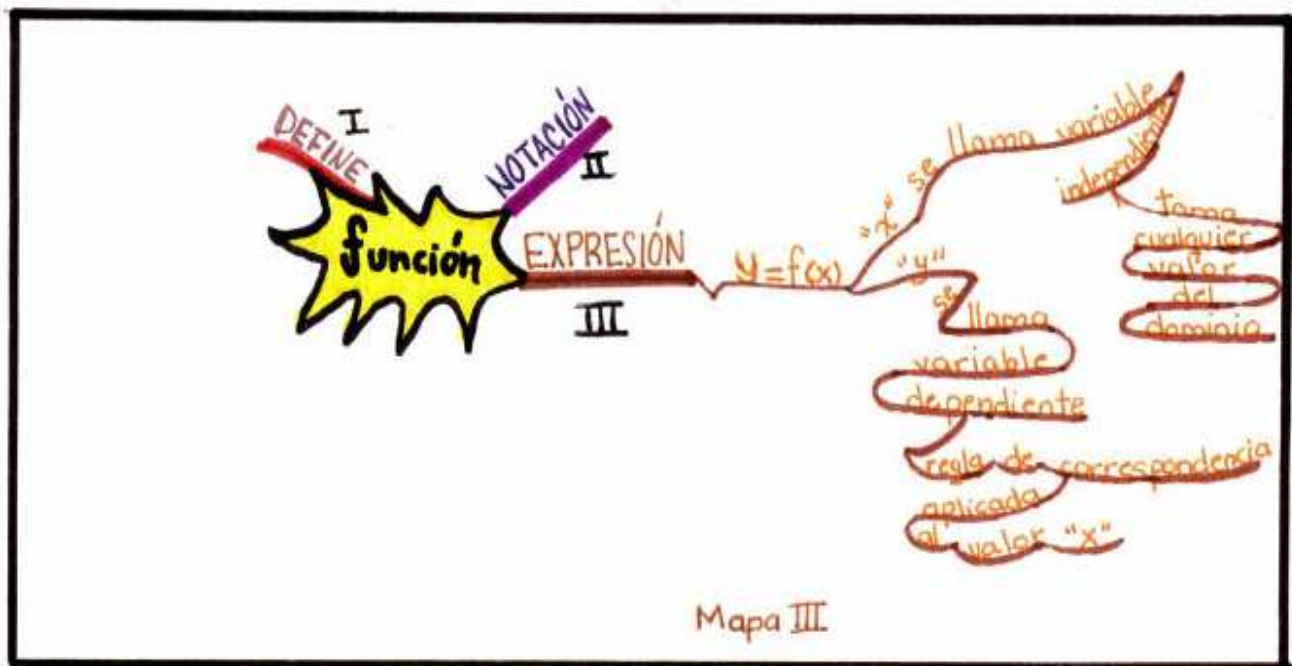 DEFINE
I
NOTACIÓN
II
función
EXPRESIÓN
III
y = f(x)
"x" se llama variable
independiente
toma
cualquier
valor
del
dominio
"y"
se llama
variable
dependiente
regla de correspondencia
aplicada
al valor "x"
Mapa III